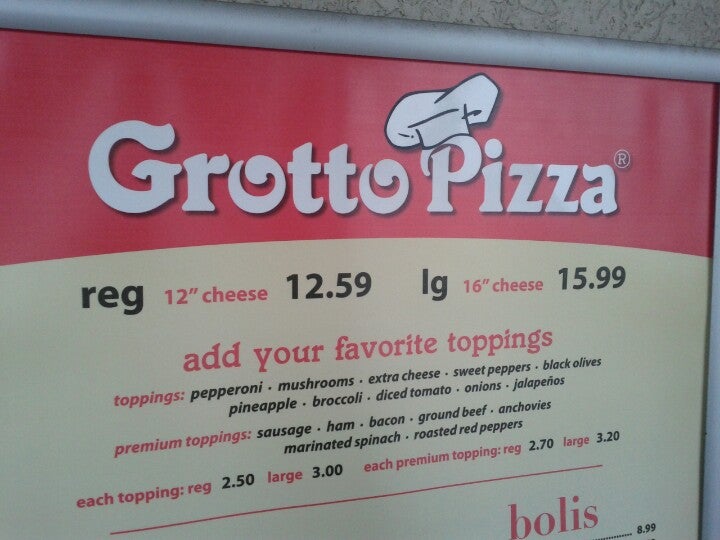 Grotto Pizza®
reg 12" cheese 12.59 lg 16" cheese 15.99
add your favorite toppings
toppings: pepperoni · mushrooms · extra cheese · sweet peppers · black olives
pineapple · broccoli · diced tomato · onions · jalapeños
premium toppings: sausage · ham · bacon · ground beef · anchovies
marinated spinach · roasted red peppers
each topping: reg 2.50 large 3.00 each premium topping: reg 2.70 large 3.20
bolis
8.99